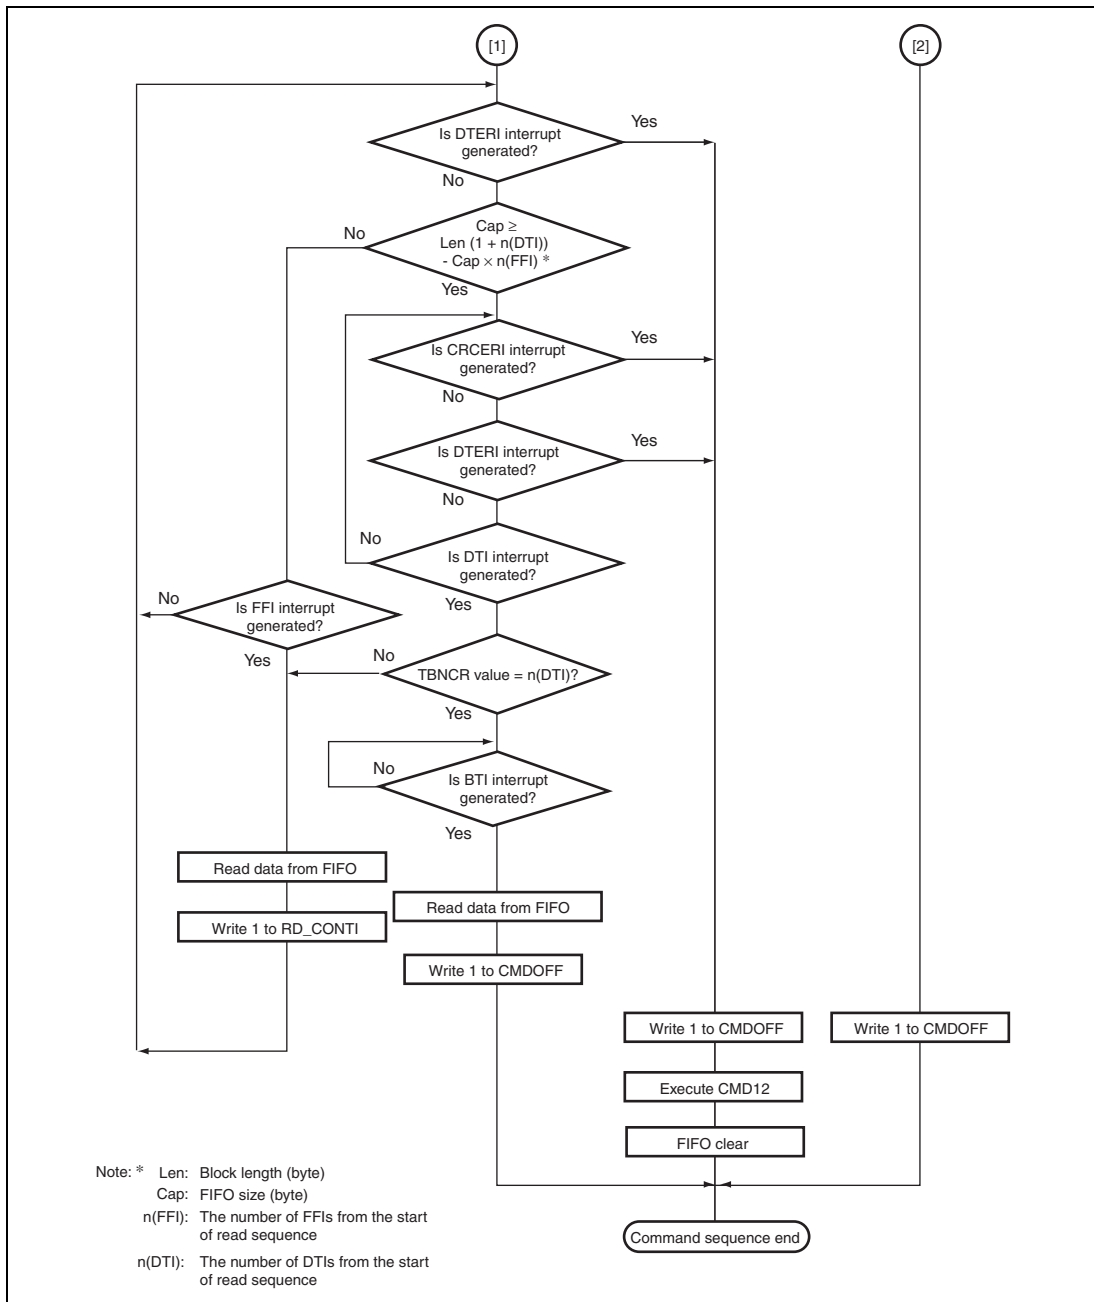 [1]
[2]
Is DTERI interrupt
generated?
Yes
No
Cap ≥
Len (1 + n(DTI))
- Cap × n(FFI) *
No
Yes
Is CRCERI interrupt
generated?
Yes
No
Is DTERI interrupt
generated?
Yes
No
Is DTI interrupt
generated?
No
Yes
Is FFI interrupt
generated?
No
Yes
TBNCR value = n(DTI)?
No
Yes
Is BTI interrupt
generated?
No
Yes
Read data from FIFO
Write 1 to RD_CONTI
Read data from FIFO
Write 1 to CMDOFF
Write 1 to CMDOFF
Execute CMD12
FIFO clear
Write 1 to CMDOFF
Command sequence end
Note: * Len: Block length (byte)
Cap: FIFO size (byte)
n(FFI): The number of FFIs from the start
of read sequence
n(DTI): The number of DTIs from the start
of read sequence